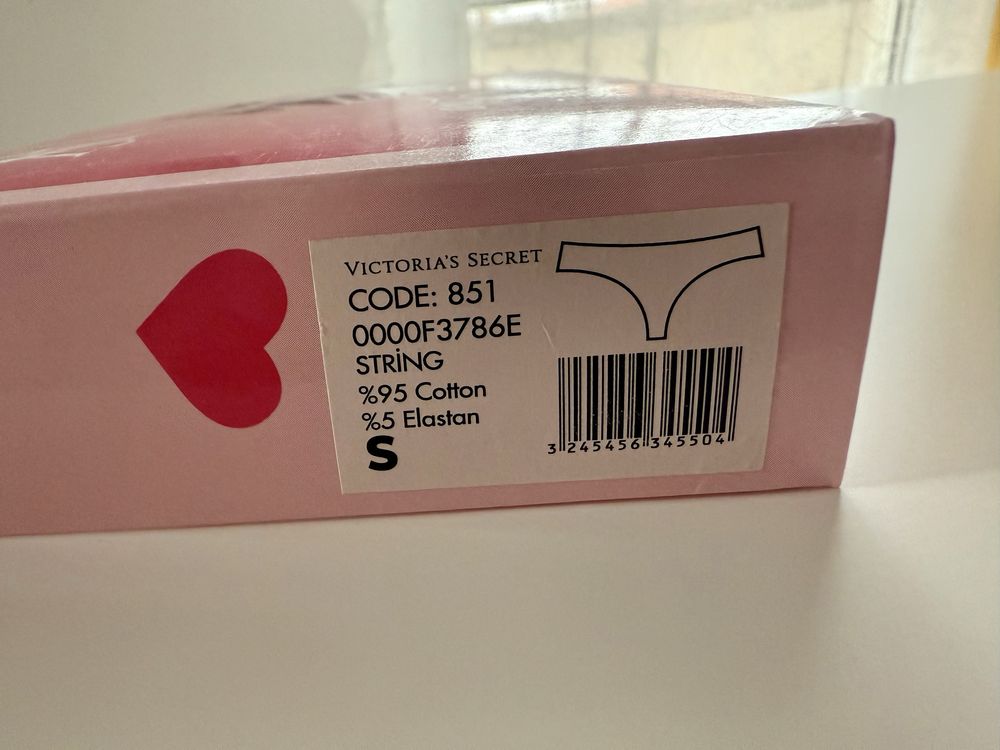 VICTORIA'S SECRET
CODE: 851
0000F3786E
STRİNG
%95 Cotton
%5 Elastan
S
3 245456 345504